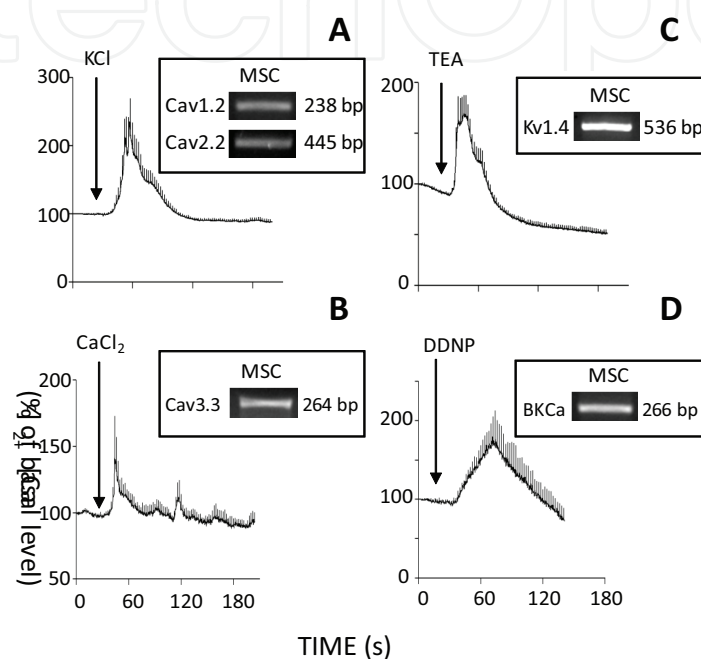 A
KCl
MSC
Cav1.2 238 bp
Cav2.2 445 bp
300
200
100
0
C
TEA
MSC
Kv1.4 536 bp
200
100
0
B
CaCl2
MSC
Cav3.3 264 bp
200
150
100
50
0 60 120 180
D
DDNP
MSC
BKCa 266 bp
200
100
0
0 60 120 180
(% of level)
TIME (s)